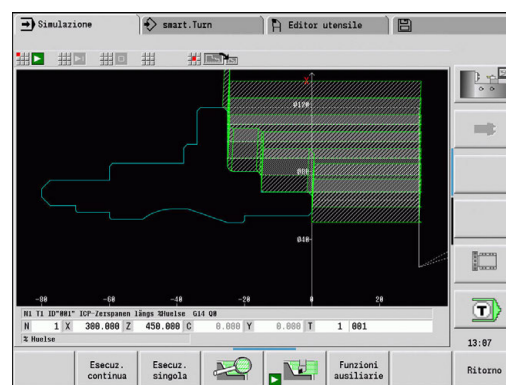 Simulazione
smart.Turn
Editor utensile
X
Ø120
Ø80
Ø40
-80
-60
-40
-20
0
20
N1 T1 ID"001" ICP-Zerspanen längs %Huelse G14 Q0
N 1 X 300.000 Z 450.000 C 0.000 Y 0.000 T 1 001
% Huelse
T
13:07
Esecuz. continua
Esecuz. singola
Funzioni ausiliarie
Ritorno